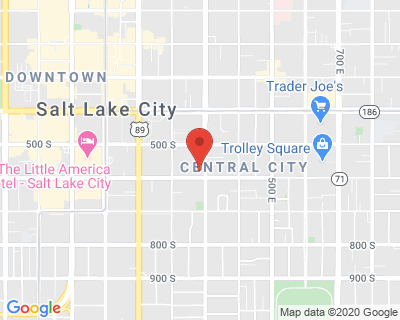 DOWNTOWN
Trader Joe's
700 E
Salt Lake City
186
89
500 S
500 S
Trolley Square
The Little America
tel - Salt Lake City
CENTRAL CITY
500 E
71
800 S
800 S
900 S
900 S
Google
Map data ©2020 Google